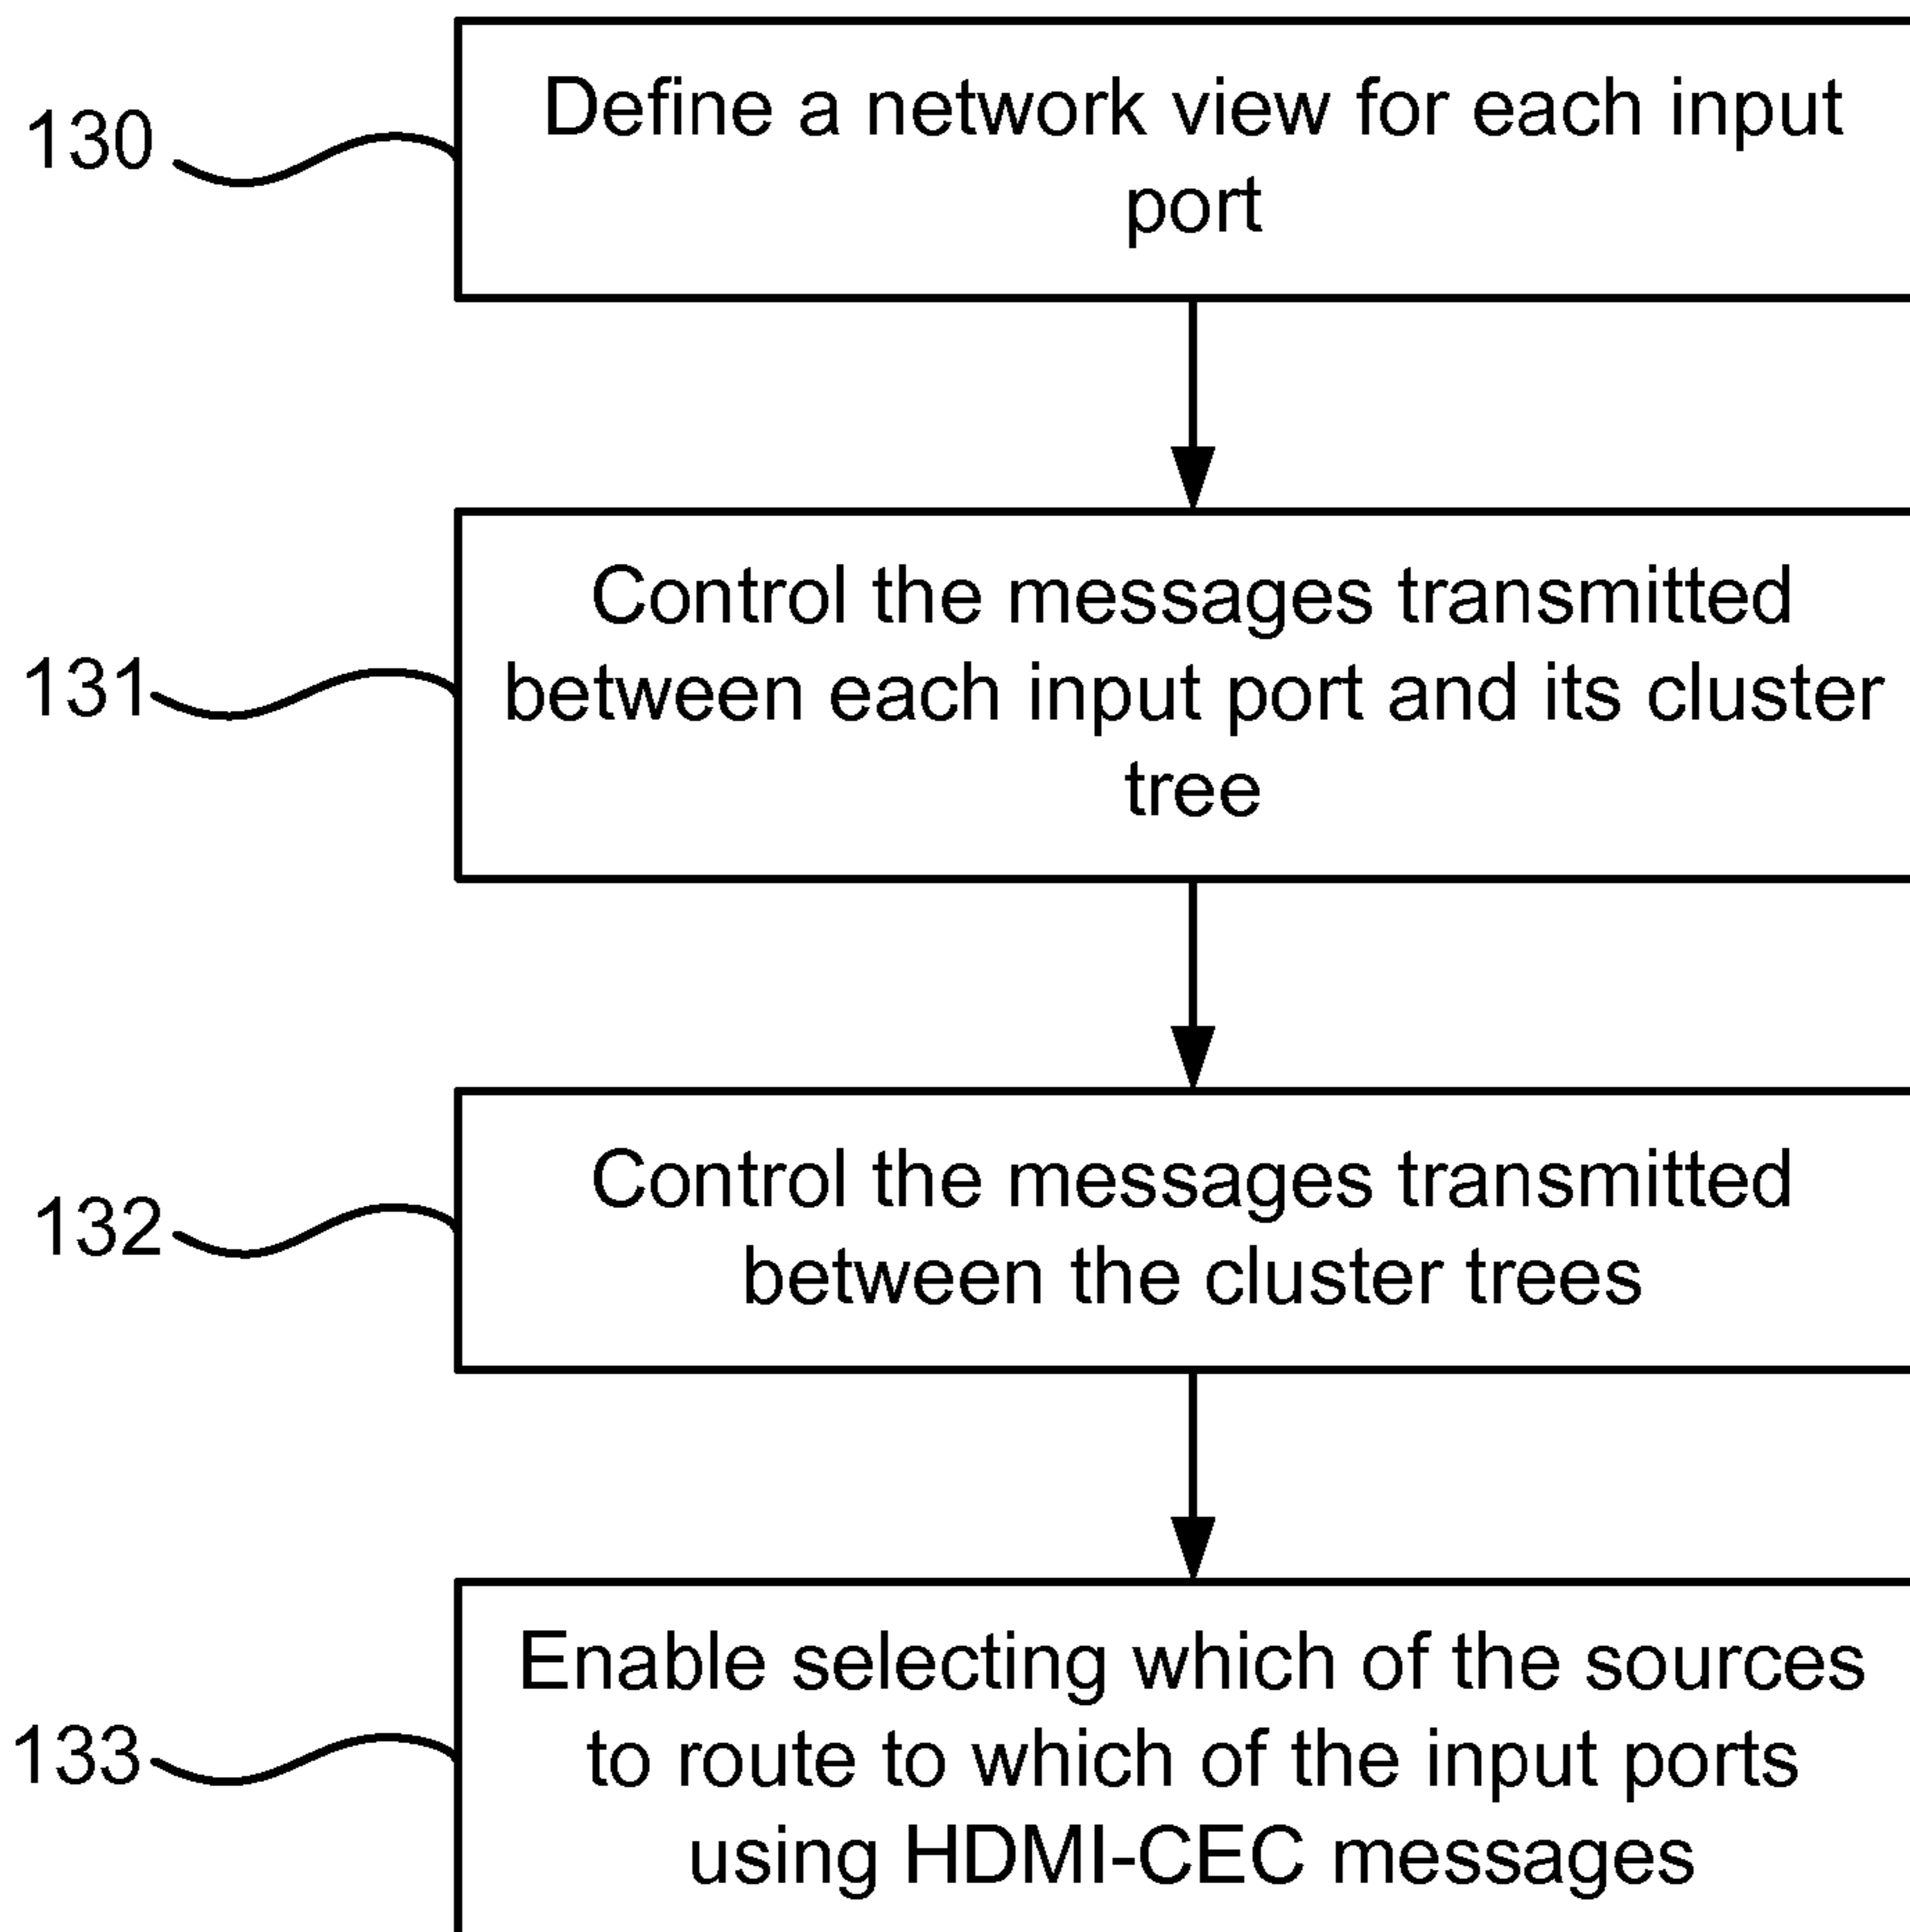 130
Define a network view for each input
port
131
Control the messages transmitted
between each input port and its cluster
tree
132
Control the messages transmitted
between the cluster trees
133
Enable selecting which of the sources
to route to which of the input ports
using HDMI-CEC messages